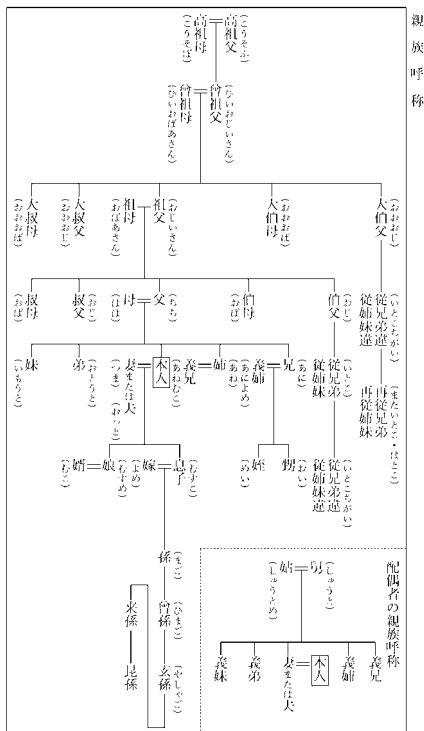 親族呼称
高祖父
(こうそふ)
高祖母
(こうそぼ)
曾祖父
(ひいおじいさん)
曾祖母
(ひいおばあさん)
大伯父
(おおおじ)
大伯母
(おおおば)
祖父
(おじいさん)
祖母
(おばあさん)
大叔父
(おおおじ)
大叔母
(おおおば)
従兄弟違
従姉妹違
(いとこちがい)
再従兄弟
再従姉妹
(またいとこ・はとこ)
伯父
(おじ)
伯母
(おば)
父
(ちち)
母
(はは)
叔父
(おじ)
叔母
(おば)
従兄弟
従姉妹
(いとこ)
従兄弟違
従姉妹違
(いとこちがい)
兄
(あに)
義姉
(あによめ)
姉
(あね)
義兄
(あねむこ)
本人
妻または夫
(つま)
(おっと)
弟
(おとうと)
妹
(いもうと)
甥
(おい)
姪
(めい)
息子
(むすこ)
嫁
(よめ)
娘
(むすめ)
婿
(むこ)
孫
(まご)
曾孫
(ひまご)
玄孫
(やしゃご)
来孫
昆孫
配偶者の親族呼称
舅
(しゅうと)
姑
(しゅうとめ)
義兄
義姉
本人
妻または夫
義弟
義妹